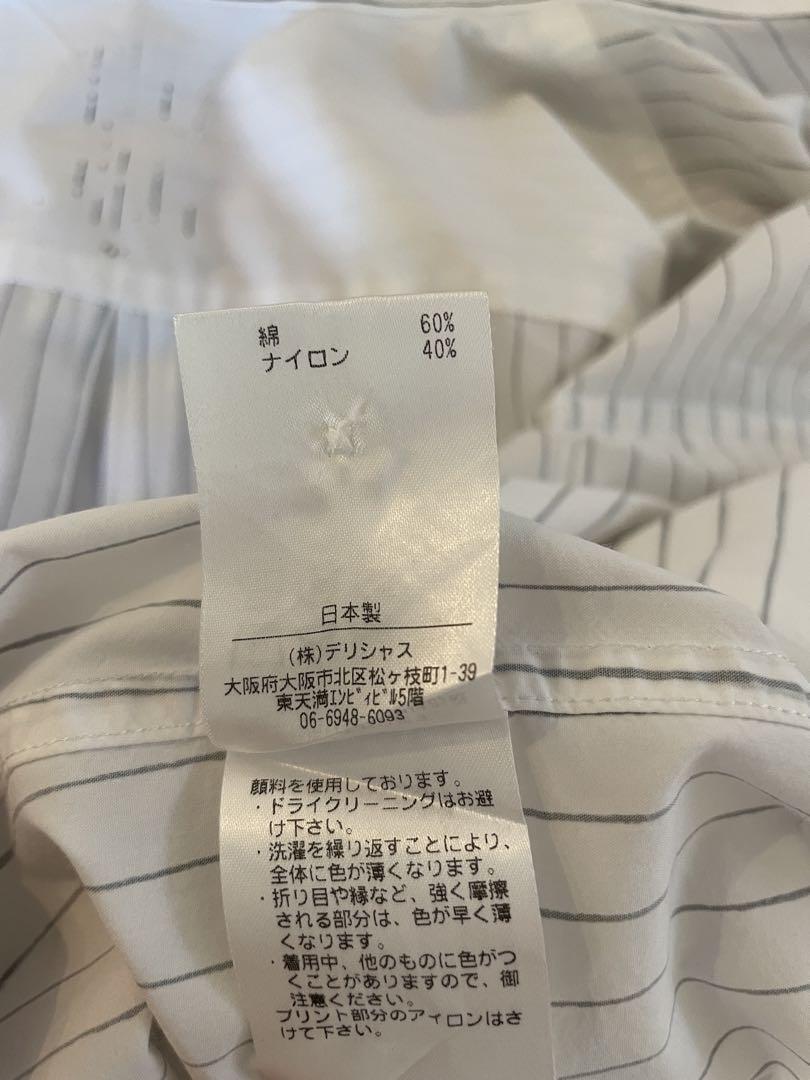 綿 60%
ナイロン 40%
日本製
(株)デリシャス
大阪府大阪市北区松ヶ枝町1-39
東天満ｴﾝﾋﾞｨﾋﾞﾙ5階
06-6948-6093
顔料を使用しております。
・ドライクリーニングはお避
け下さい。
・洗濯を繰り返すことにより、
全体に色が薄くなります。
・折り目や縁など、強く摩擦
される部分は、色が早く薄
くなります。
・着用中、他のものに色がつ
くことがありますので、御
注意ください。
プリント部分のアイロンはさ
けて下さい。